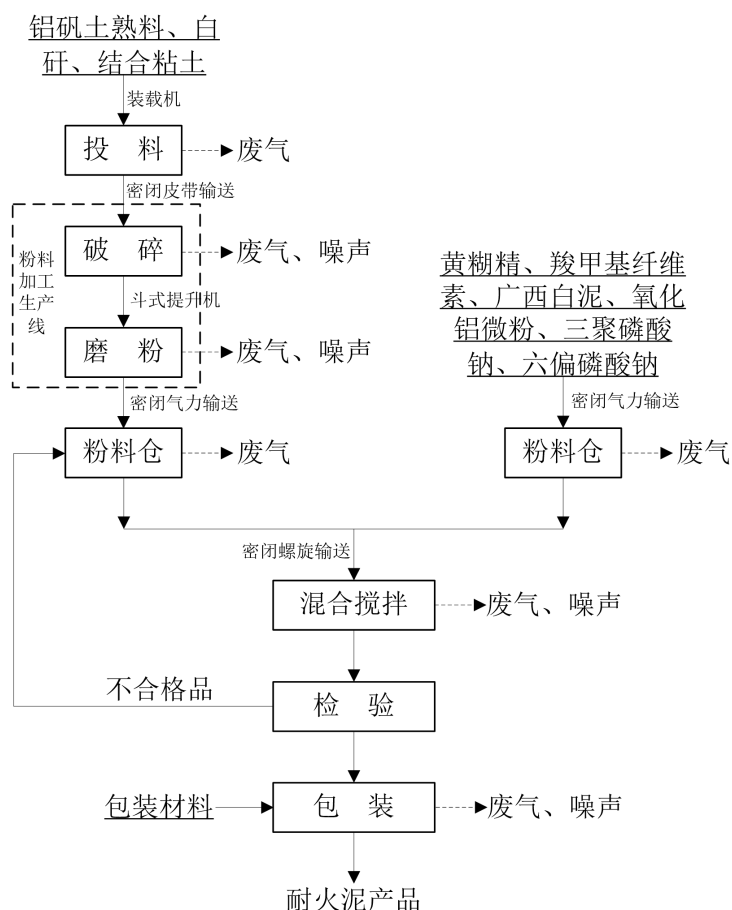 铝矾土熟料、白
矸、结合粘土
装载机
投 料
废气
密闭皮带输送
粉料
加工
生产
线
破 碎
废气、噪声
斗式提升机
磨 粉
废气、噪声
密闭气力输送
粉料仓
废气
黄糊精、羧甲基纤维
素、广西白泥、氧化
铝微粉、三聚磷酸
钠、六偏磷酸钠
密闭气力输送
粉料仓
废气
密闭螺旋输送
混合搅拌
废气、噪声
不合格品
检 验
包装材料
包 装
废气、噪声
耐火泥产品